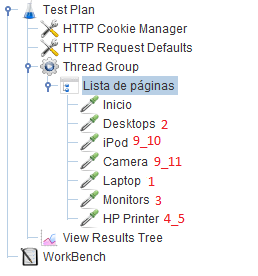 Test Plan
HTTP Cookie Manager
HTTP Request Defaults
Thread Group
Lista de páginas
Inicio
Desktops 2
iPod 9_10
Camera 9_11
Laptop 1
Monitors 3
HP Printer 4_5
View Results Tree
WorkBench